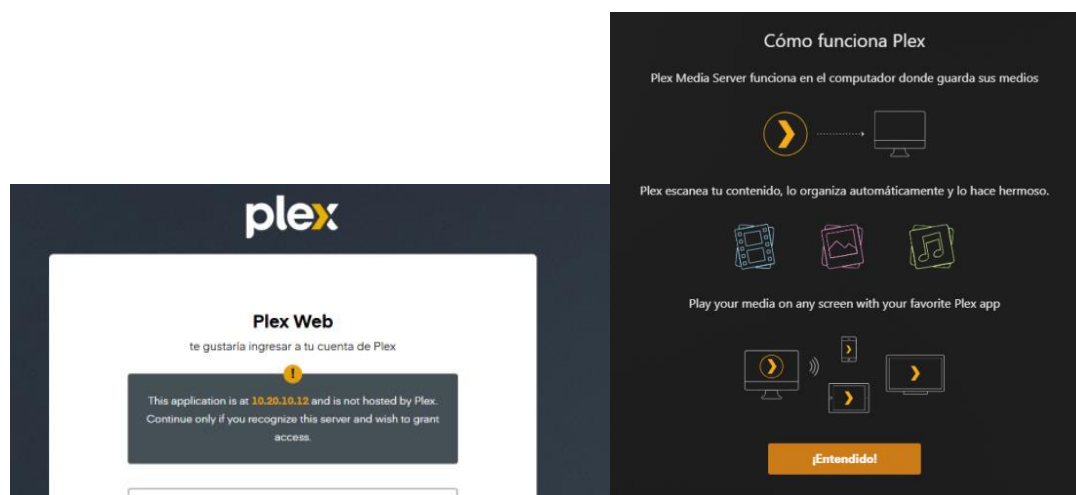 plex
Plex Web
te gustaría ingresar a tu cuenta de Plex
!
This application is at 10.20.10.12 and is not hosted by Plex.
Continue only if you recognize this server and wish to grant
access.
Cómo funciona Plex
Plex Media Server funciona en el computador donde guarda sus medios
Plex escanea tu contenido, lo organiza automáticamente y lo hace hermoso.
Play your media on any screen with your favorite Plex app
¡Entendido!